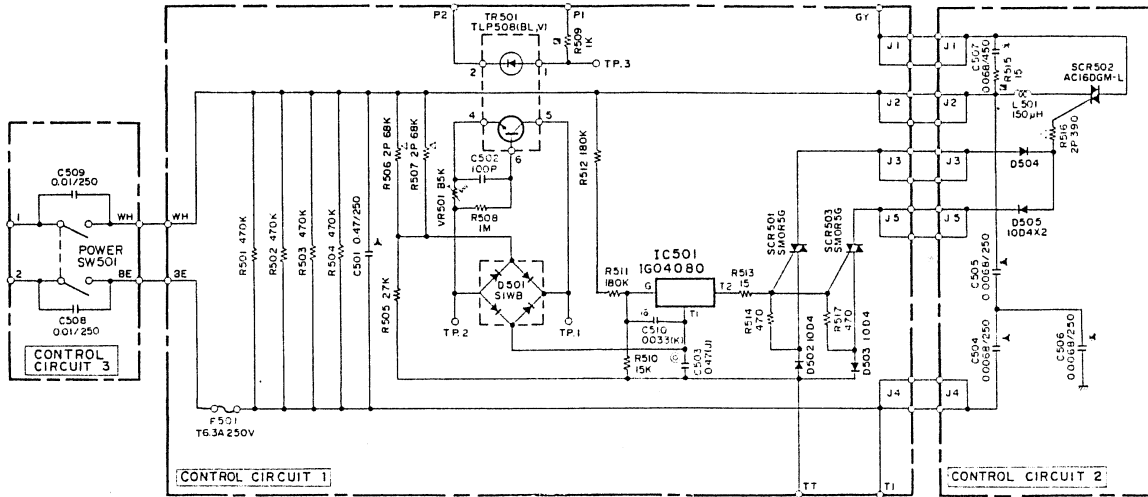 P2
TR501
TLP508(BL,V)
P1
R509
1K
TP.3
GY
J1
J1
C507
0.068/450
R515
15
SCR502
AC16DGM-L
2
1
J2
J2
L501
150μH
R516
2P 390
4
5
6
C502
100P
R506 2P 68K
R507 2P 68K
VR501 B5K
R508
1M
R512 180K
J3
J3
D504
C509
0.01/250
1
WH
WH
POWER
SW501
2
BE
3E
C508
0.01/250
CONTROL
CIRCUIT 3
R501 470K
R502 470K
R503 470K
R504 470K
C501 0.47/250
R505 27K
D501
S1WB
TP.2
TP.1
IC501
IG04080
R511
180K
G
T2
R513
15
T1
C510
0033(K)
R510
15K
C503
.047(J)
SCR501
SM0R5G
SCR503
SM0R5G
R514
470
R517
470
D502 10D4
D503 10D4
J5
J5
D505
10D4X2
C505
0.0068/250
C504
0.0068/250
C506
0.0068/250
J4
J4
F501
T6.3A 250V
CONTROL CIRCUIT 1
TT
T1
CONTROL CIRCUIT 2